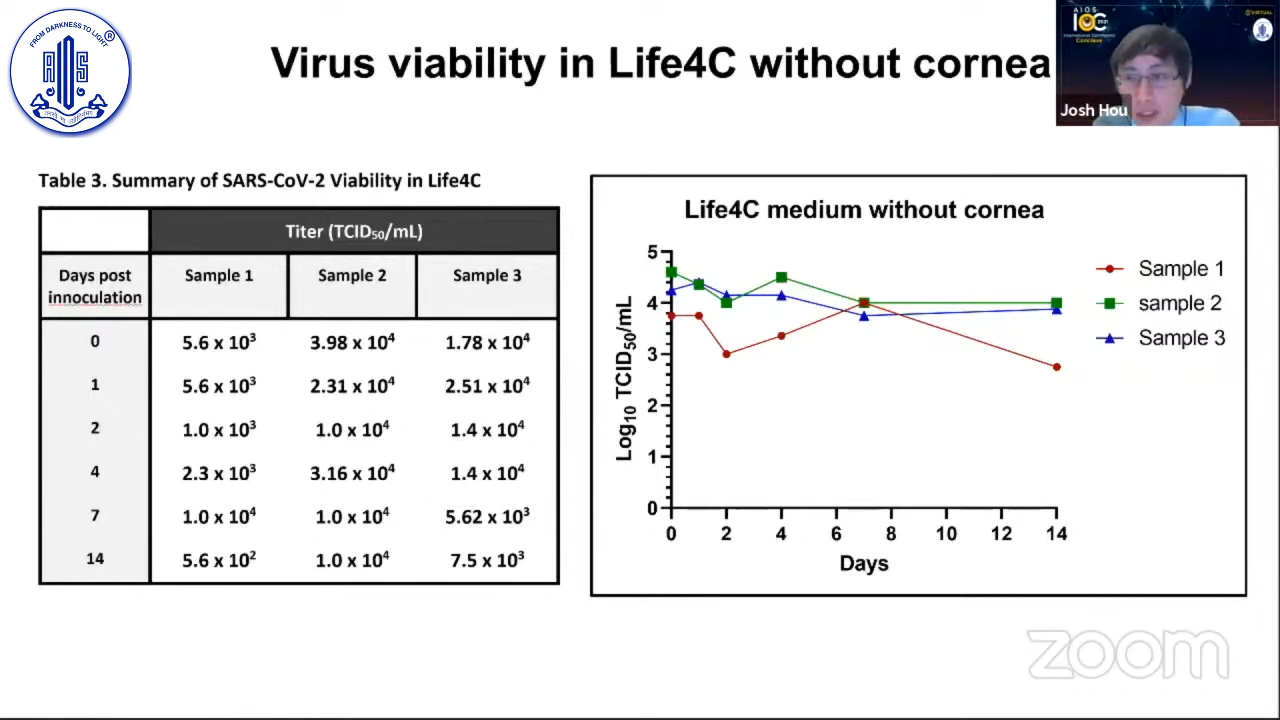 FROM DARKNESS TO LIGHT
®
AIOS
Virus viability in Life4C without cornea
AIOS
IOC 2021
International Ophthalmic
Conclave
VIRTUAL
Josh Hou
Table 3. Summary of SARS-CoV-2 Viability in Life4C
Titer (TCID₅₀/mL)
Days post innoculation Sample 1 Sample 2 Sample 3
0 5.6 x 10³ 3.98 x 10⁴ 1.78 x 10⁴
1 5.6 x 10³ 2.31 x 10⁴ 2.51 x 10⁴
2 1.0 x 10³ 1.0 x 10⁴ 1.4 x 10⁴
4 2.3 x 10³ 3.16 x 10⁴ 1.4 x 10⁴
7 1.0 x 10⁴ 1.0 x 10⁴ 5.62 x 10³
14 5.6 x 10² 1.0 x 10⁴ 7.5 x 10³
Life4C medium without cornea
5
4
3
2
1
0
Log₁₀ TCID₅₀/mL
0 2 4 6 8 10 12 14
Days
Sample 1
sample 2
Sample 3
zoom